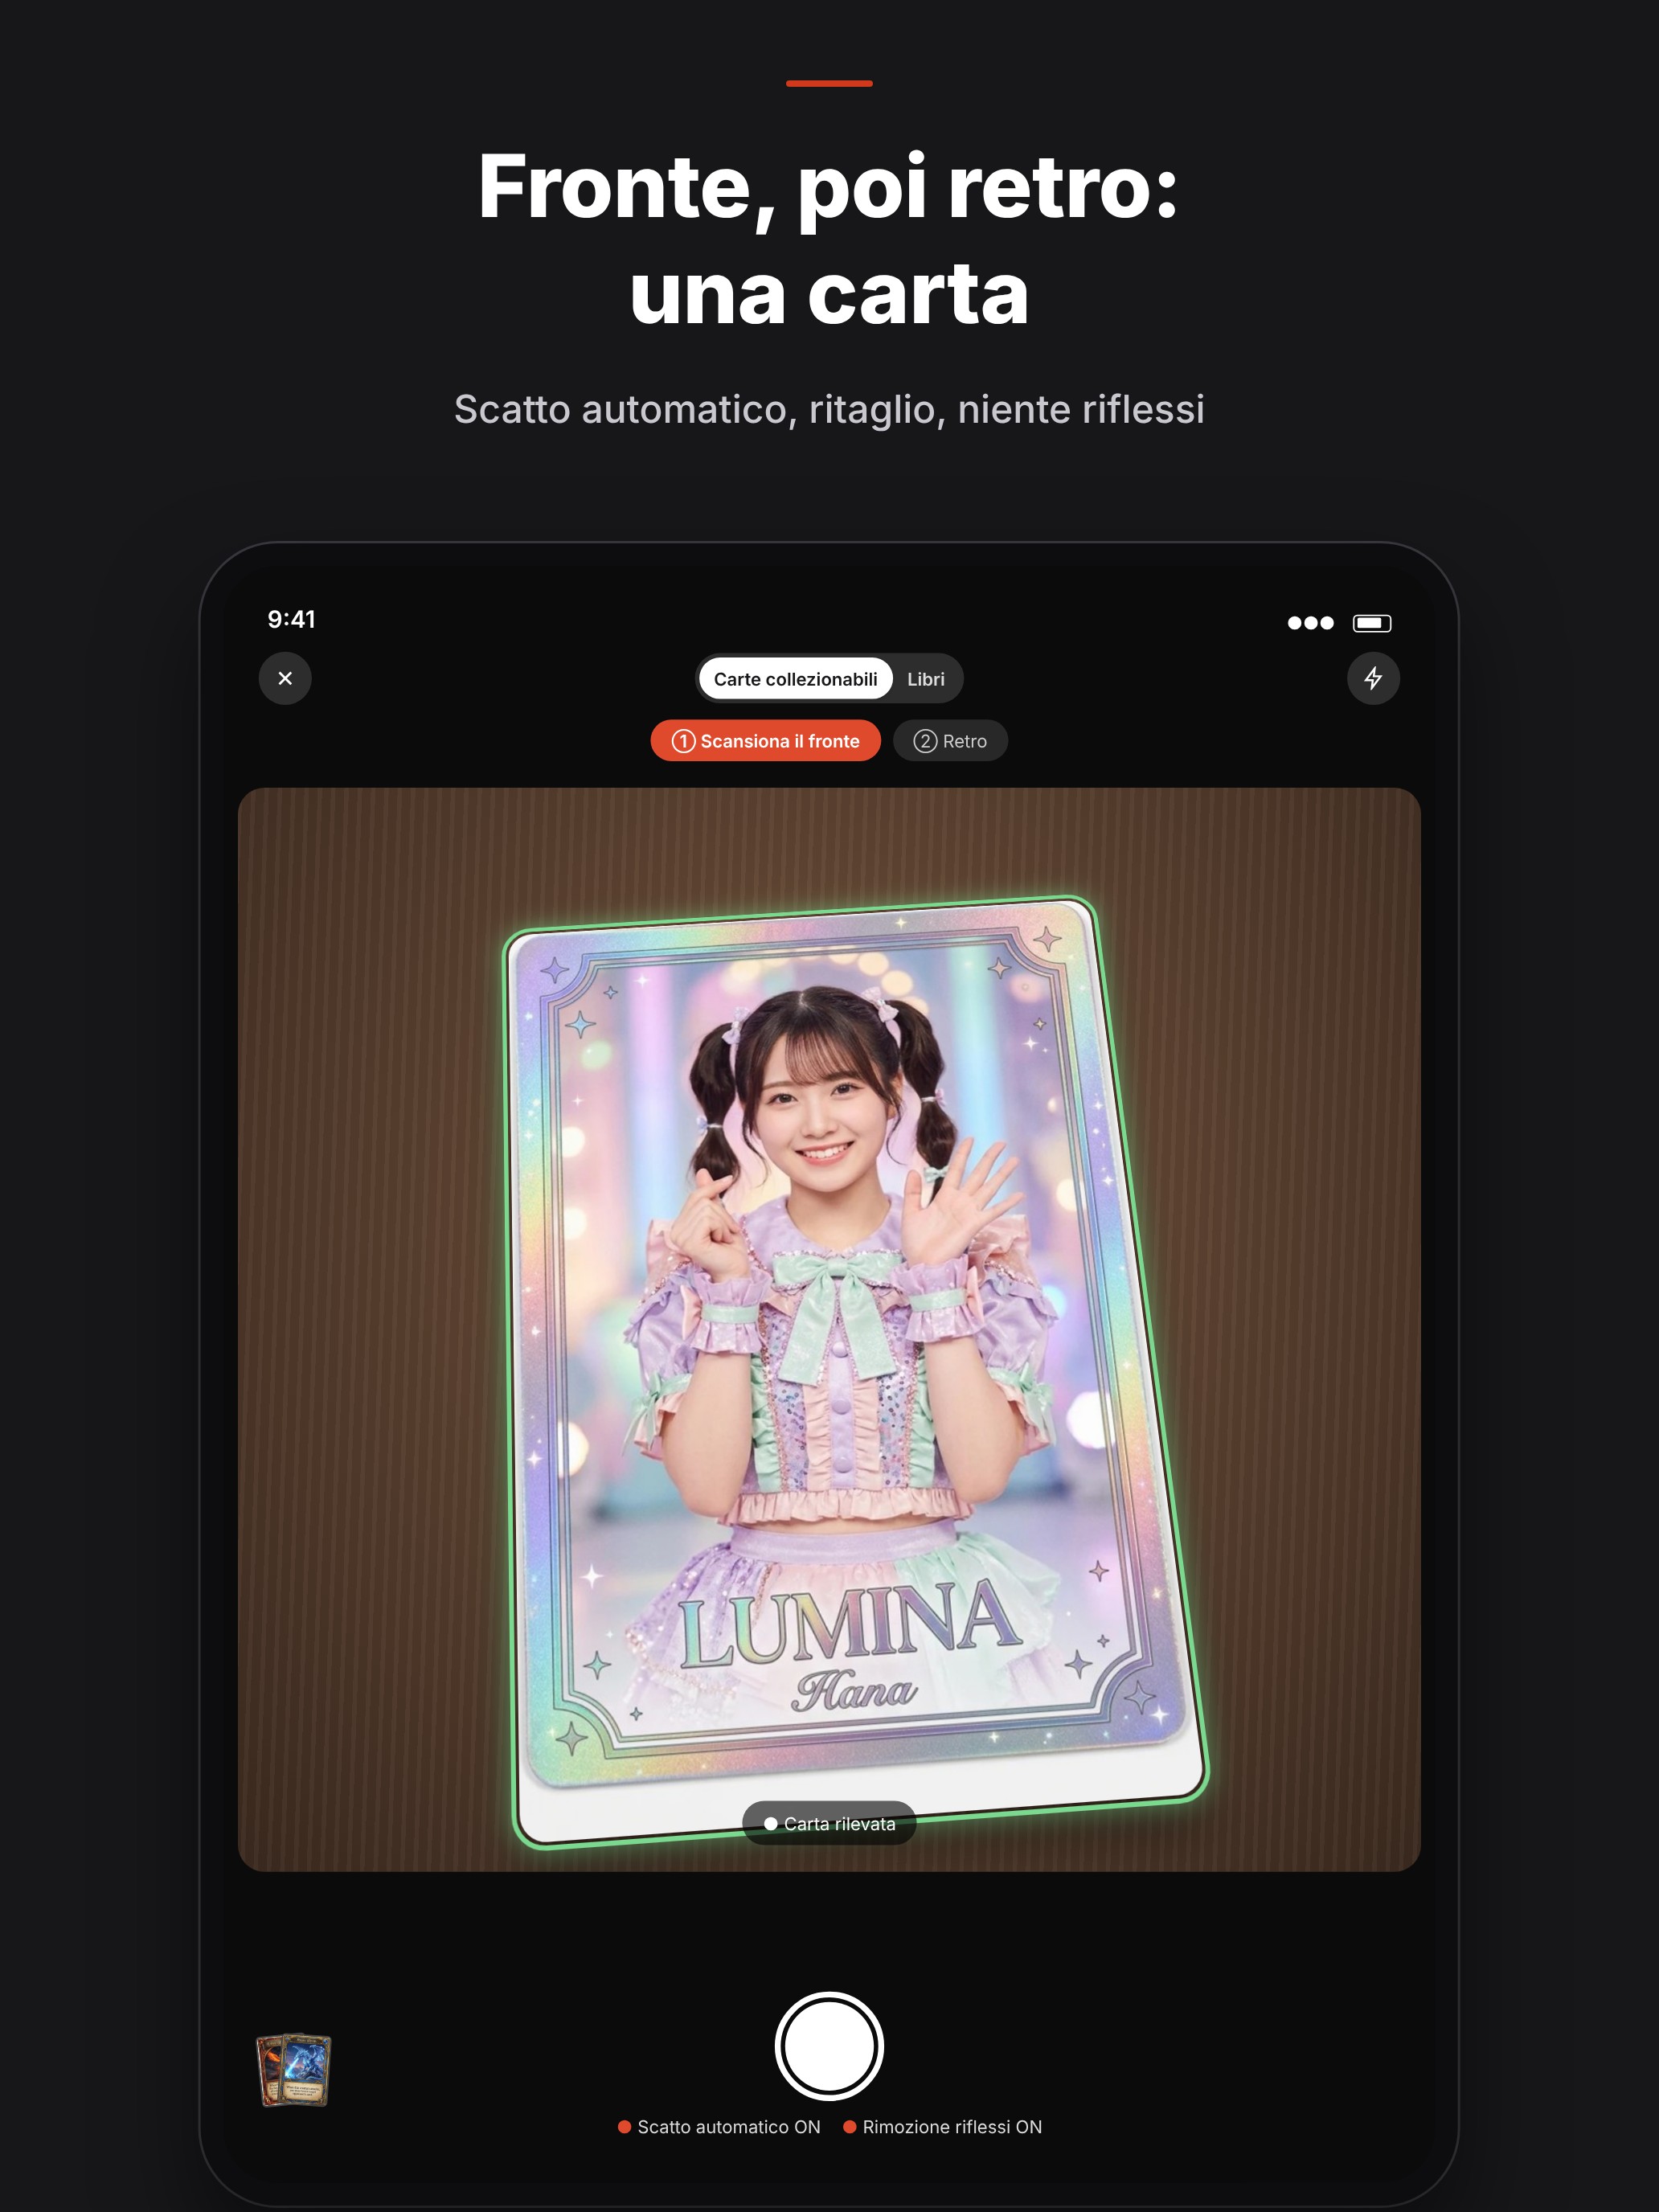 Fronte, poi retro:
una carta
Scatto automatico, ritaglio, niente riflessi
9:41
Carte collezionabili Libri
① Scansiona il fronte ② Retro
LUMINA
Hana
Carta rilevata
Scatto automatico ON Rimozione riflessi ON